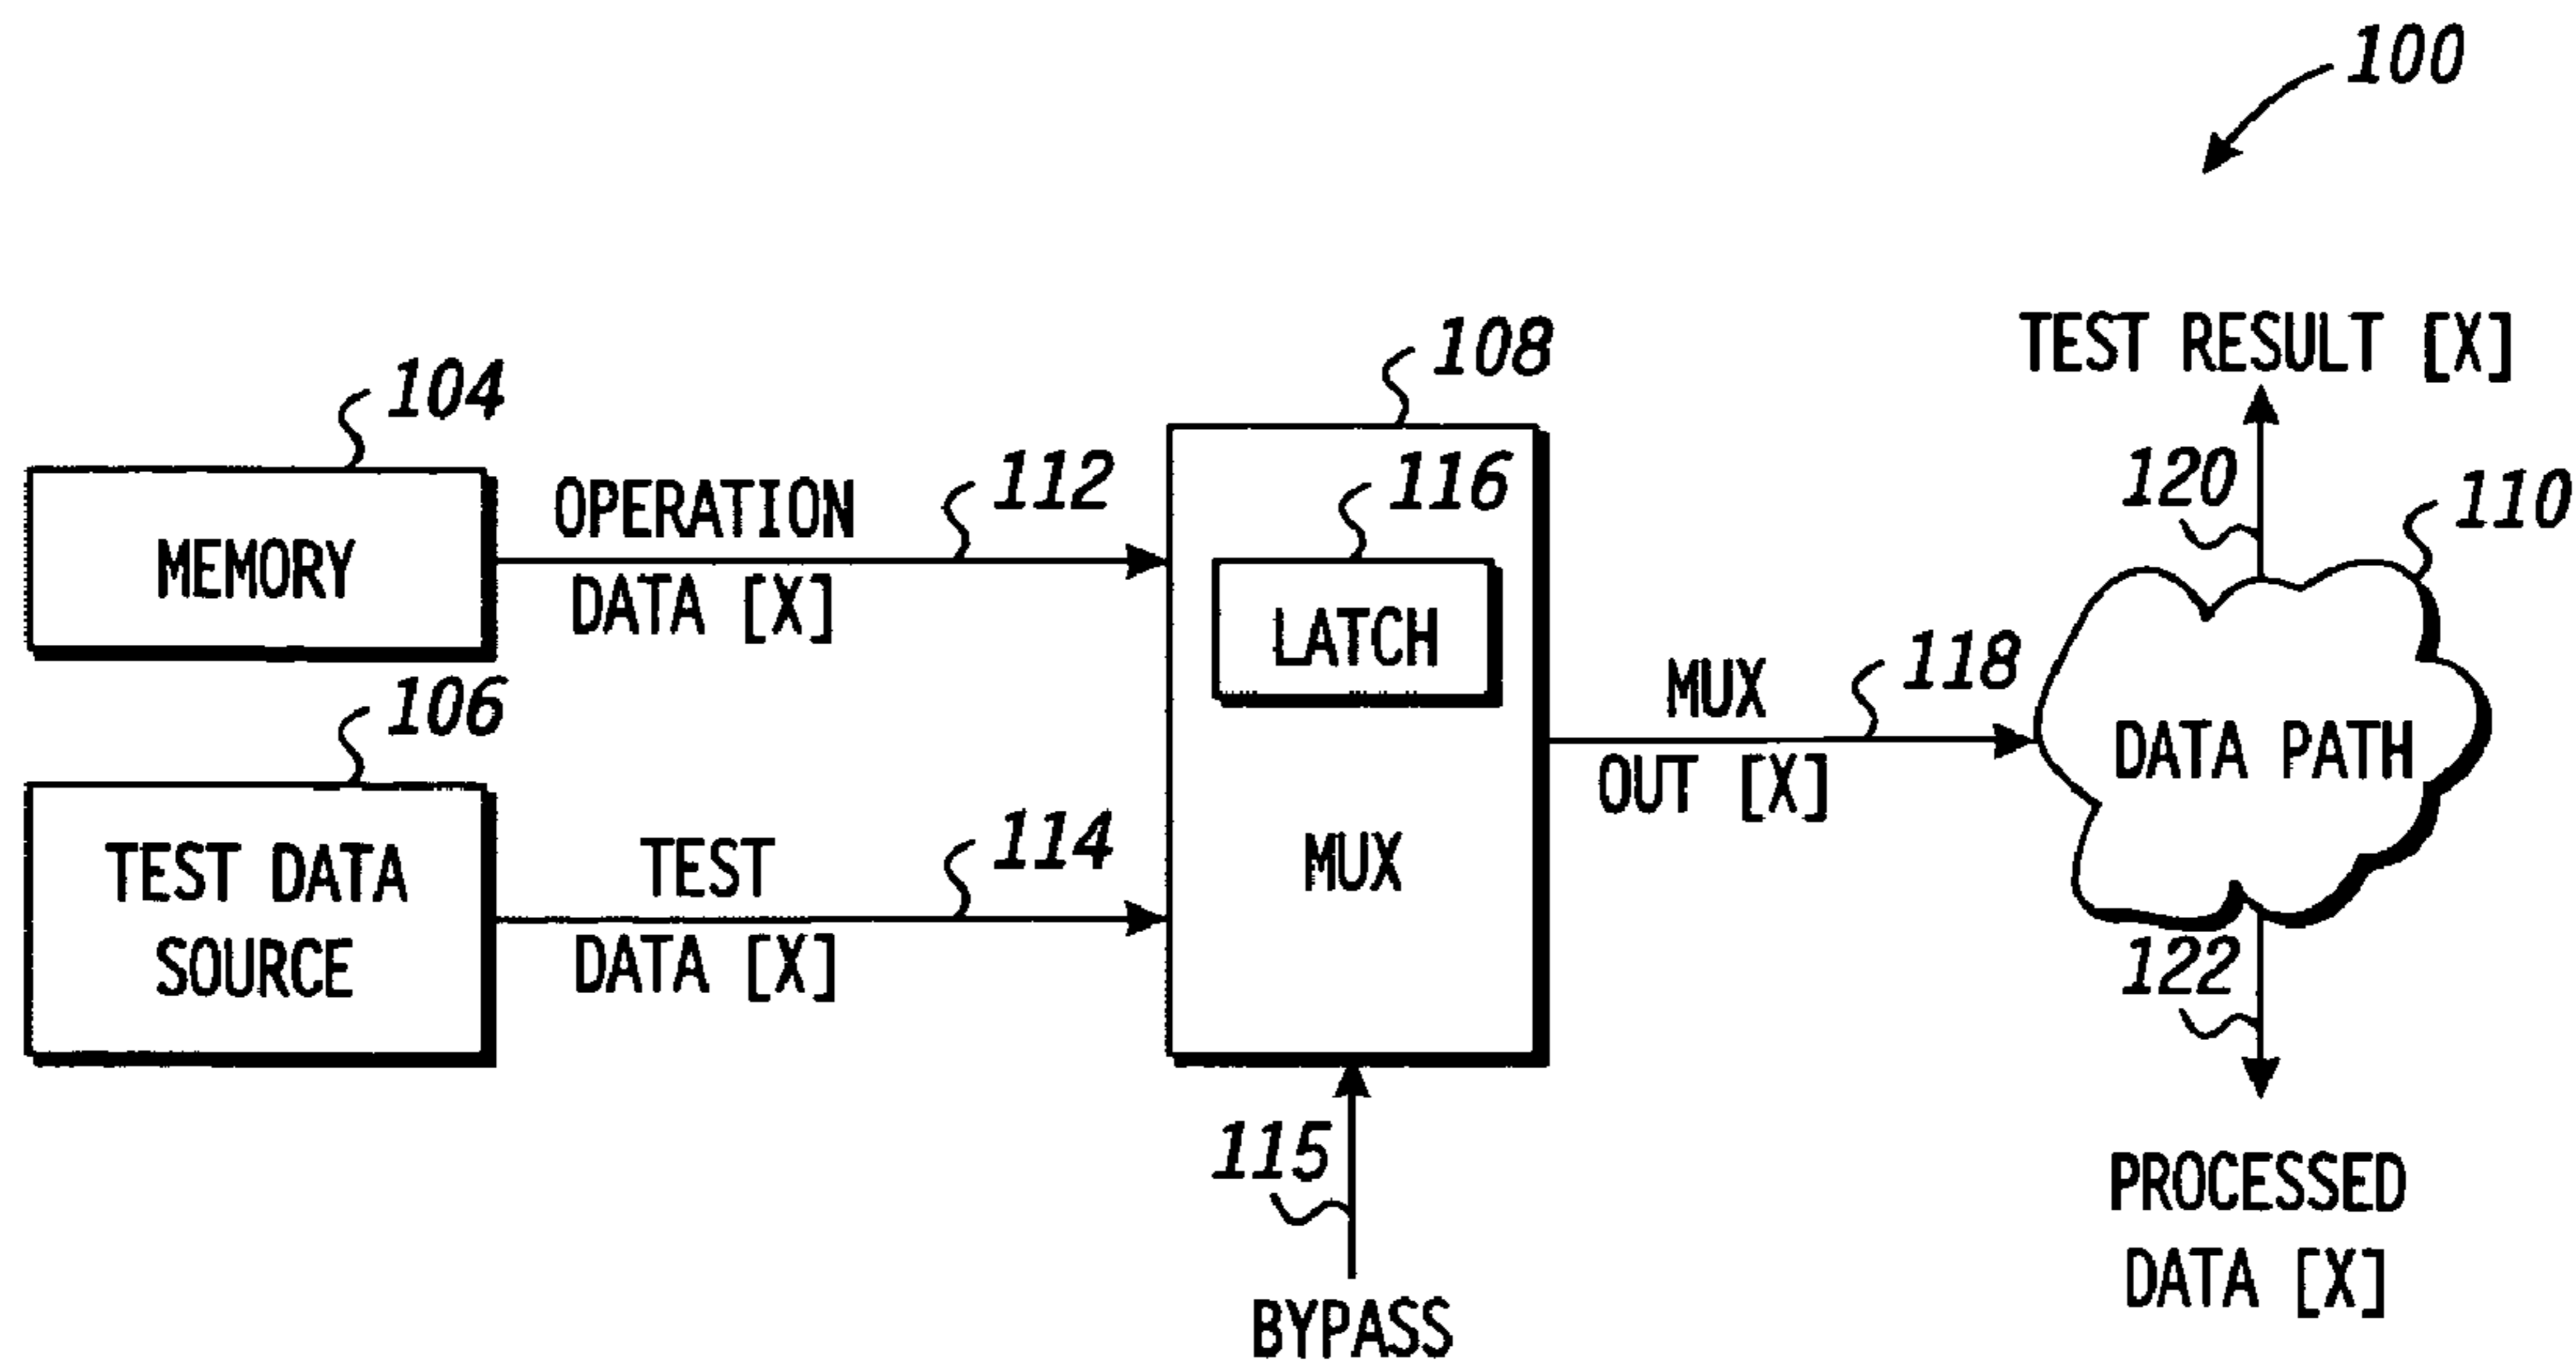 100
TEST RESULT [X]
108
104
120
110
112
116
OPERATION
MEMORY
DATA [X]
LATCH
118
MUX
106
DATA PATH
OUT [X]
114
TEST
MUX
TEST DATA
SOURCE
DATA [X]
122
115
PROCESSED
DATA [X]
BYPASS